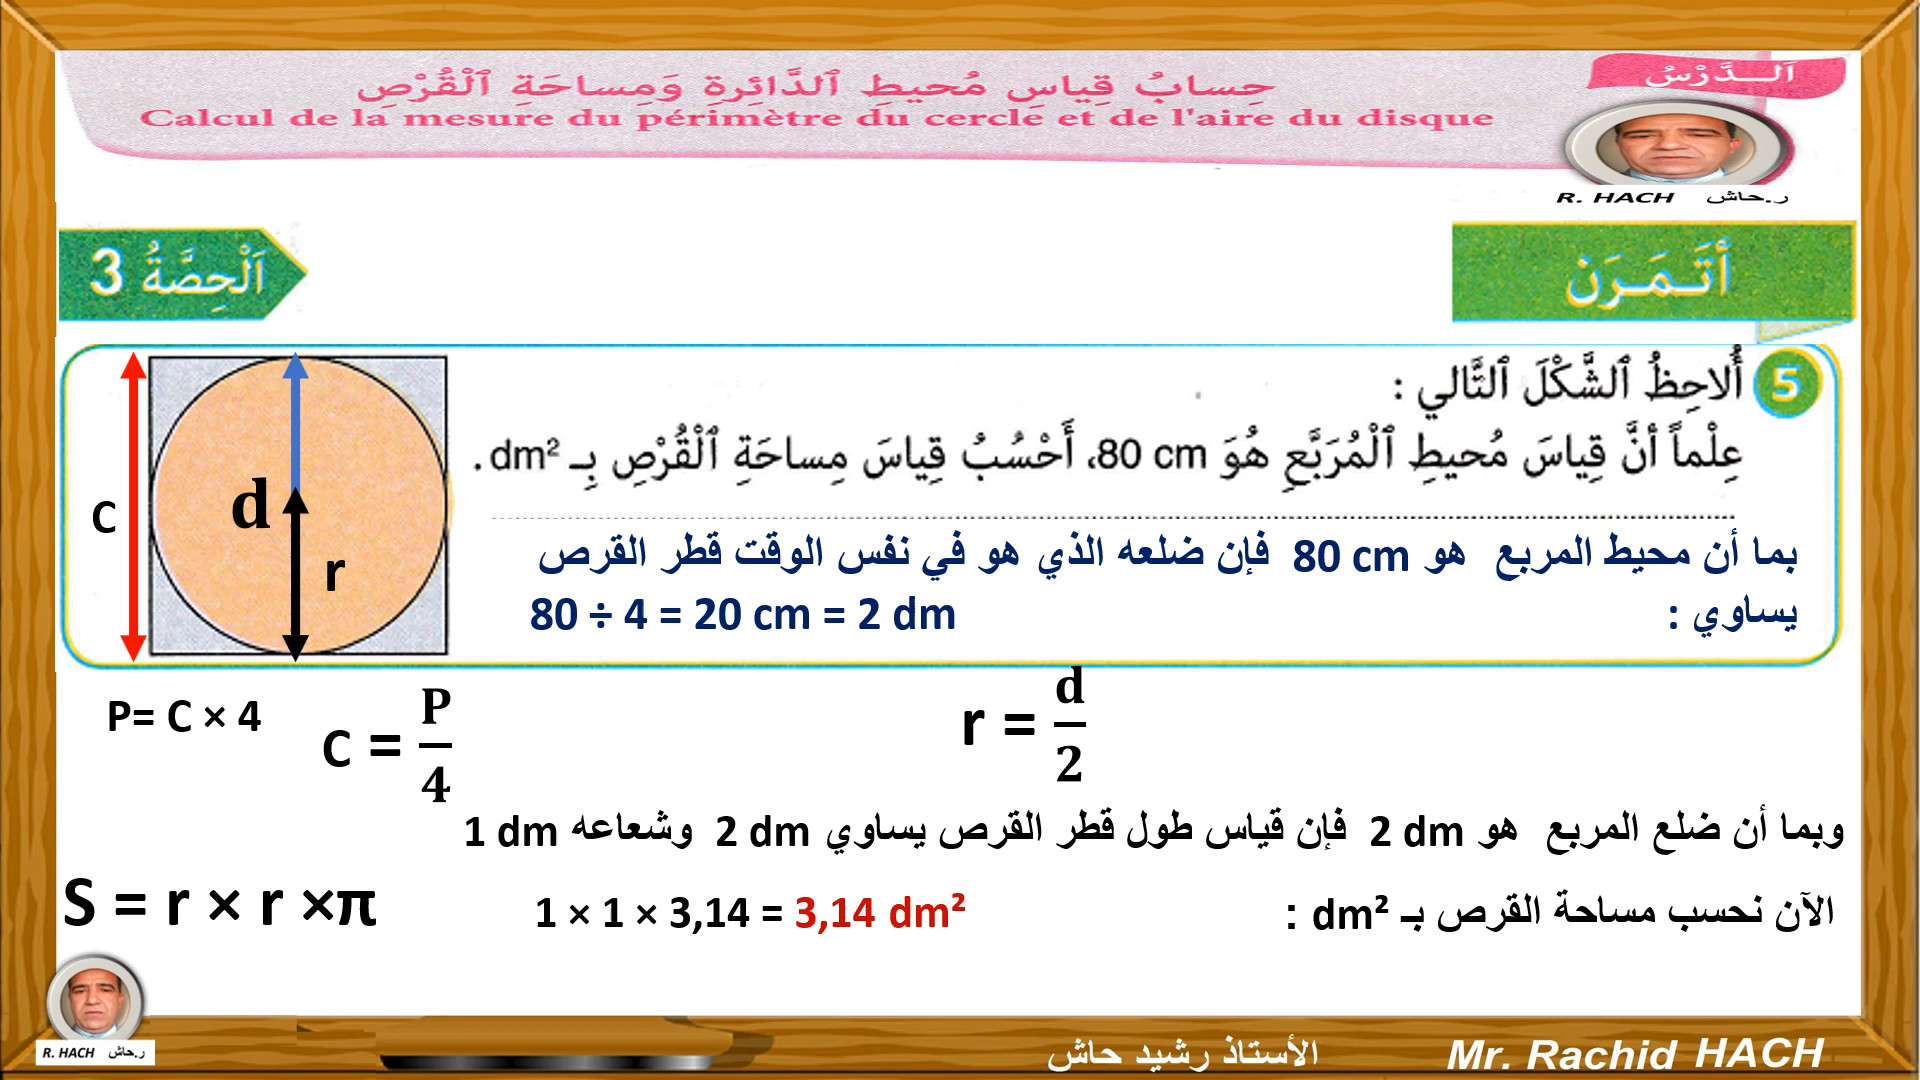 اَلــدَّرْسُ
حِسابُ قِياسِ مُحيطِ ٱلدَّائِرةِ وَمِساحَةِ ٱلْقُرْصِ
Calcul de la mesure du périmètre du cercle et de l'aire du disque
R. HACH ر.حاش
أَتَـمَـرَن
اَلْحِصَّةُ 3
5 أُلاحِظُ ٱلشَّكْلَ ٱلتَّالي :
عِلْماً أنَّ قِياسَ مُحيطِ ٱلْمُرَبَّعِ هُوَ 80 cm، أَحْسُبُ قِياسَ مِساحَةِ ٱلْقُرْصِ بِـ dm².
C
d
r
بما أن محيط المربع هو 80 cm فإن ضلعه الذي هو في نفس الوقت قطر القرص
يساوي : 80 ÷ 4 = 20 cm = 2 dm
P= C × 4
C = P/4
r = d/2
وبما أن ضلع المربع هو 2 dm فإن قياس طول قطر القرص يساوي 2 dm وشعاعه 1 dm
الآن نحسب مساحة القرص بـ dm² :
1 × 1 × 3,14 = 3,14 dm²
S = r × r ×π
R. HACH ر.حاش
الأستاذ رشيد حاش
Mr. Rachid HACH